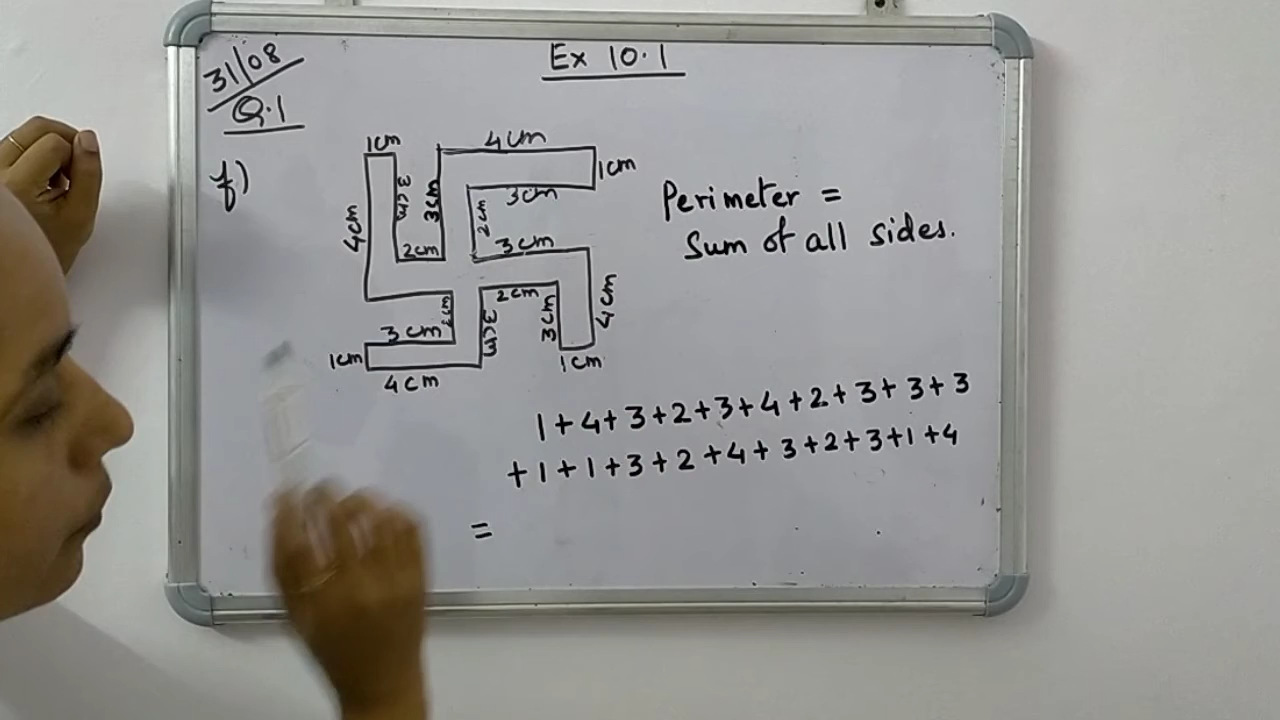 31/08
Ex 10.1
Q.1
f)
1cm
4cm
1cm
3cm
3cm
3cm
4cm
2cm
2cm
3cm
Perimeter =
Sum of all sides.
2cm
3cm
3cm
2cm
3cm
4cm
1cm
4cm
1cm
1+4+3+2+3+4+2+3+3+3
+1+1+3+2+4+3+2+3+1+4
=